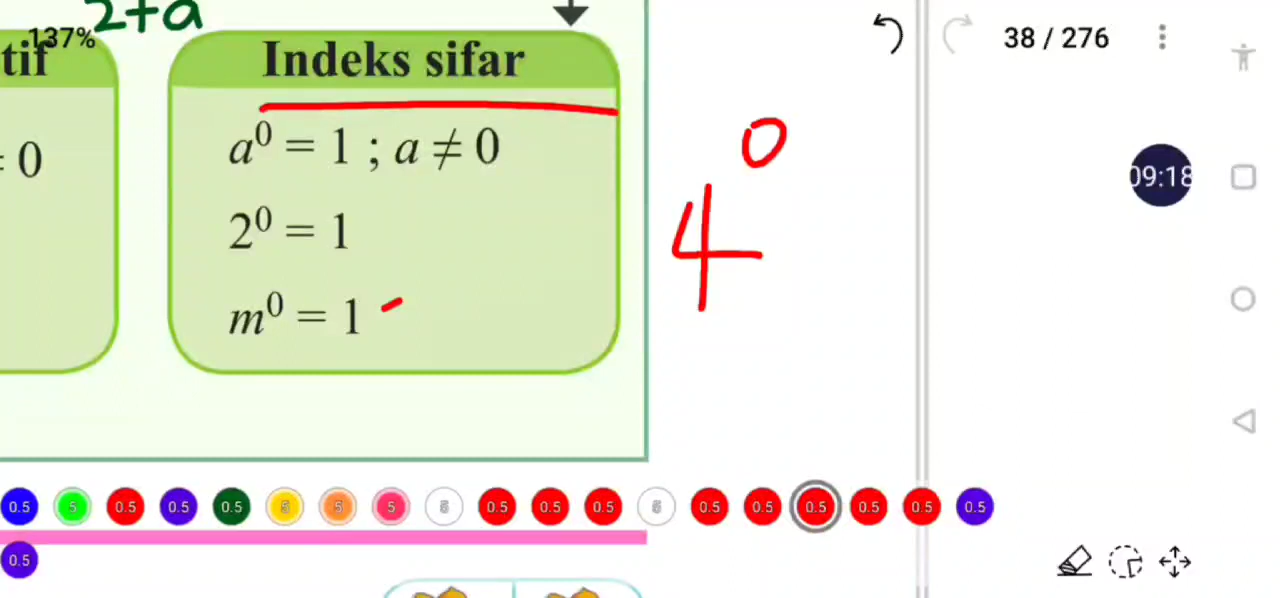 2+a
137%
tif
Indeks sifar
38 / 276
a⁰ = 1 ; a ≠ 0
= 0
4⁰
09:18
2⁰ = 1
m⁰ = 1
0.5 5 0.5 0.5 0.5 5 5 5 5 0.5 0.5 0.5 5 0.5 0.5 0.5 0.5 0.5 0.5
0.5